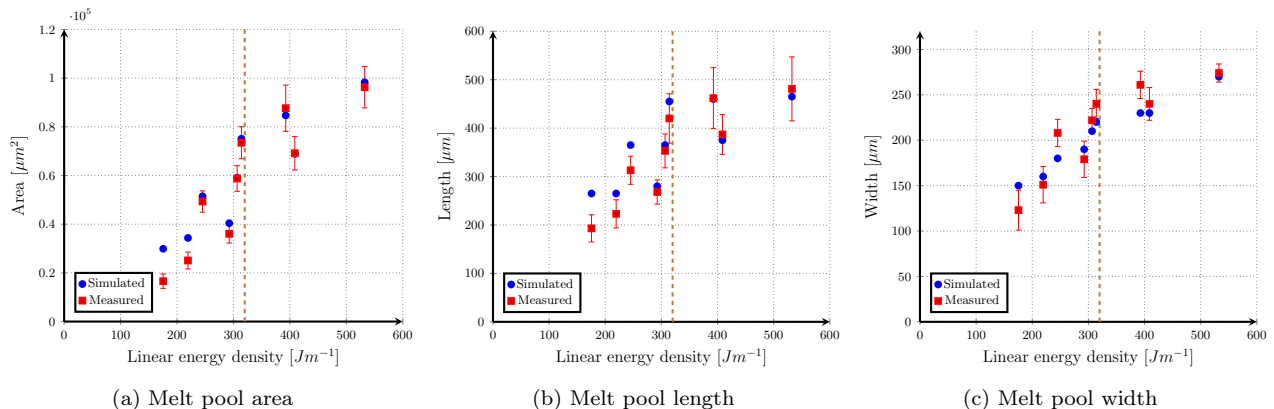 ·10⁵
1.2
1
0.8
0.6
0.4
0.2
0
0 100 200 300 400 500 600
Area [μm²]
Linear energy density [Jm⁻¹]
Simulated
Measured
(a) Melt pool area
600
500
400
300
200
100
0
0 100 200 300 400 500 600
Length [μm]
Linear energy density [Jm⁻¹]
Simulated
Measured
(b) Melt pool length
300
250
200
150
100
50
0
0 100 200 300 400 500 600
Width [μm]
Linear energy density [Jm⁻¹]
Simulated
Measured
(c) Melt pool width